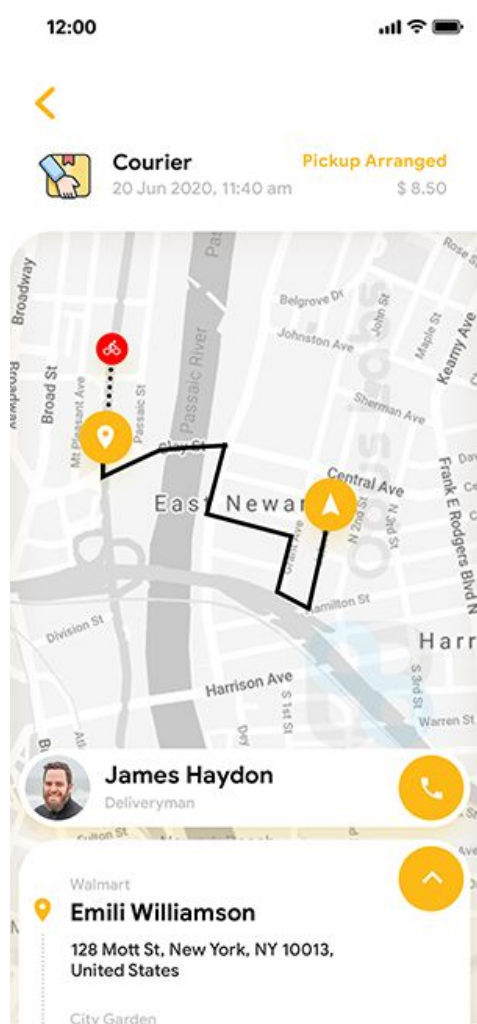 12:00
Courier
Pickup Arranged
20 Jun 2020, 11:40 am
$ 8.50
Broadway
Passaic River
Belgrove Dr
John St
Rose
Johnston Ave
Maple St
Kearny Ave
Broadway
Broad St
Mt Pleasant Ave
Passaic St
Sherman Ave
Central Ave
East Newar
N 2nd St
N 3rd St
Frank E Rodgers Blvd N
Hamilton St
Division St
Harr
Harrison Ave
S 1st St
S 3rd St
Warren St
Dey
James Haydon
Deliveryman
Fulton St
Walmart
Emili Williamson
128 Mott St, New York, NY 10013,
United States
City Garden